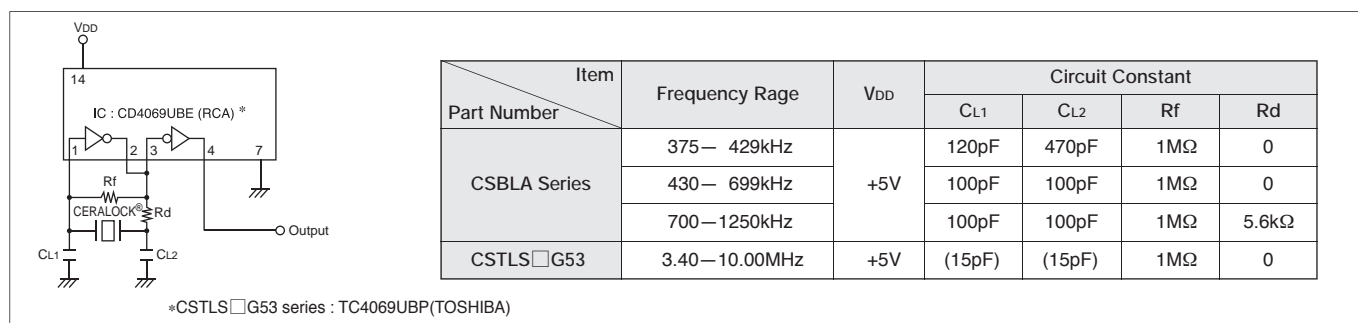 VDD
14
IC : CD4069UBE (RCA) *
1 2 3 4 7
Rf
CERALOCK® Rd
Output
CL1 CL2
*CSTLS□G53 series : TC4069UBP(TOSHIBA)
Item
Part Number Frequency Rage VDD Circuit Constant
CL1 CL2 Rf Rd
CSBLA Series 375— 429kHz +5V 120pF 470pF 1MΩ 0
430— 699kHz 100pF 100pF 1MΩ 0
700—1250kHz 100pF 100pF 1MΩ 5.6kΩ
CSTLS□G53 3.40—10.00MHz +5V (15pF) (15pF) 1MΩ 0